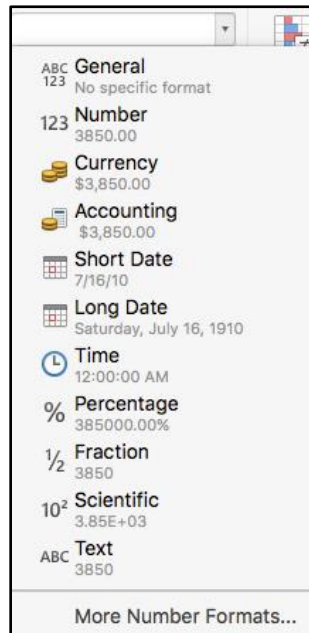 ABC
123
General
No specific format
123
Number
3850.00
Currency
$3,850.00
Accounting
$3,850.00
Short Date
7/16/10
Long Date
Saturday, July 16, 1910
Time
12:00:00 AM
%
Percentage
385000.00%
½
Fraction
3850
10²
Scientific
3.85E+03
ABC
Text
3850
More Number Formats...